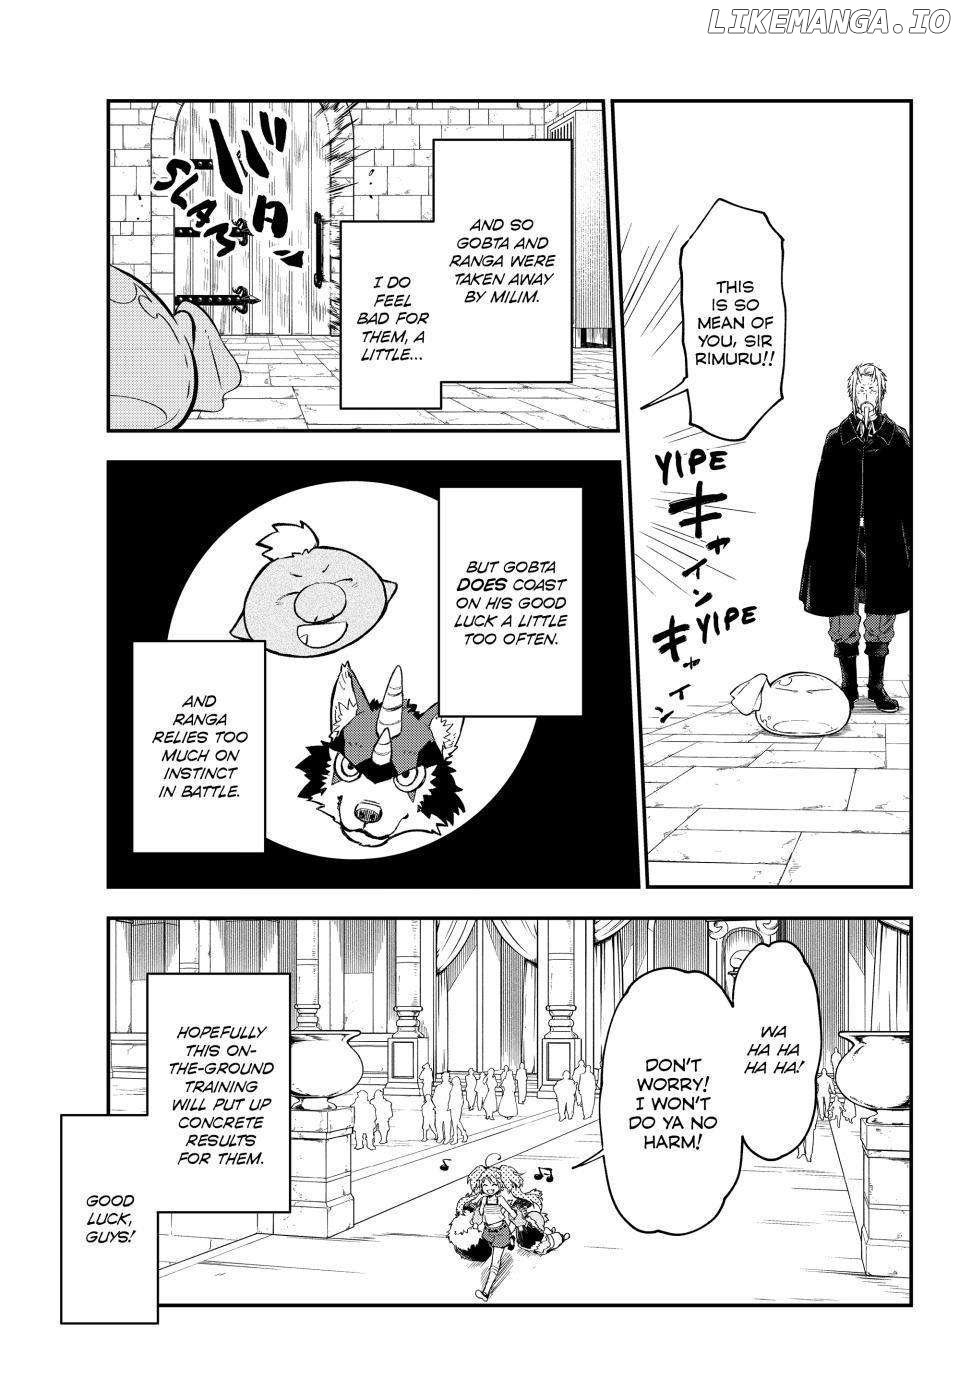 LIKEMANGA.IO
THIS
IS SO
MEAN OF
YOU, SIR
RIMURU!!
YIPE
キャイン
YIPE
キャイン
バタン
SLAM
AND SO
GOBTA AND
RANGA WERE
TAKEN AWAY
BY MILIM.
I DO
FEEL
BAD FOR
THEM, A
LITTLE...
BUT GOBTA
DOES COAST
ON HIS GOOD
LUCK A LITTLE
TOO OFTEN.
AND
RANGA
RELIES TOO
MUCH ON
INSTINCT
IN BATTLE.
WA
HA HA
HA HA!
DON'T
WORRY!
I WON'T
DO YA NO
HARM!
HOPEFULLY
THIS ON-
THE-GROUND
TRAINING
WILL PUT UP
CONCRETE
RESULTS
FOR THEM.
GOOD
LUCK,
GUYS!